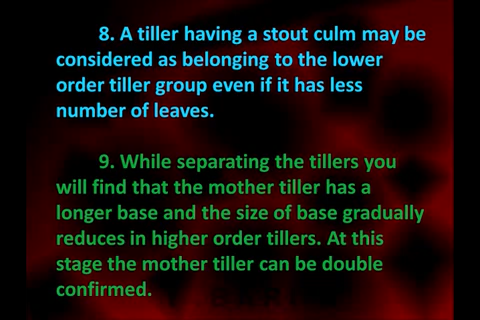 8. A tiller having a stout culm may be
considered as belonging to the lower
order tiller group even if it has less
number of leaves.
9. While separating the tillers you
will find that the mother tiller has a
longer base and the size of base gradually
reduces in higher order tillers. At this
stage the mother tiller can be double
confirmed.